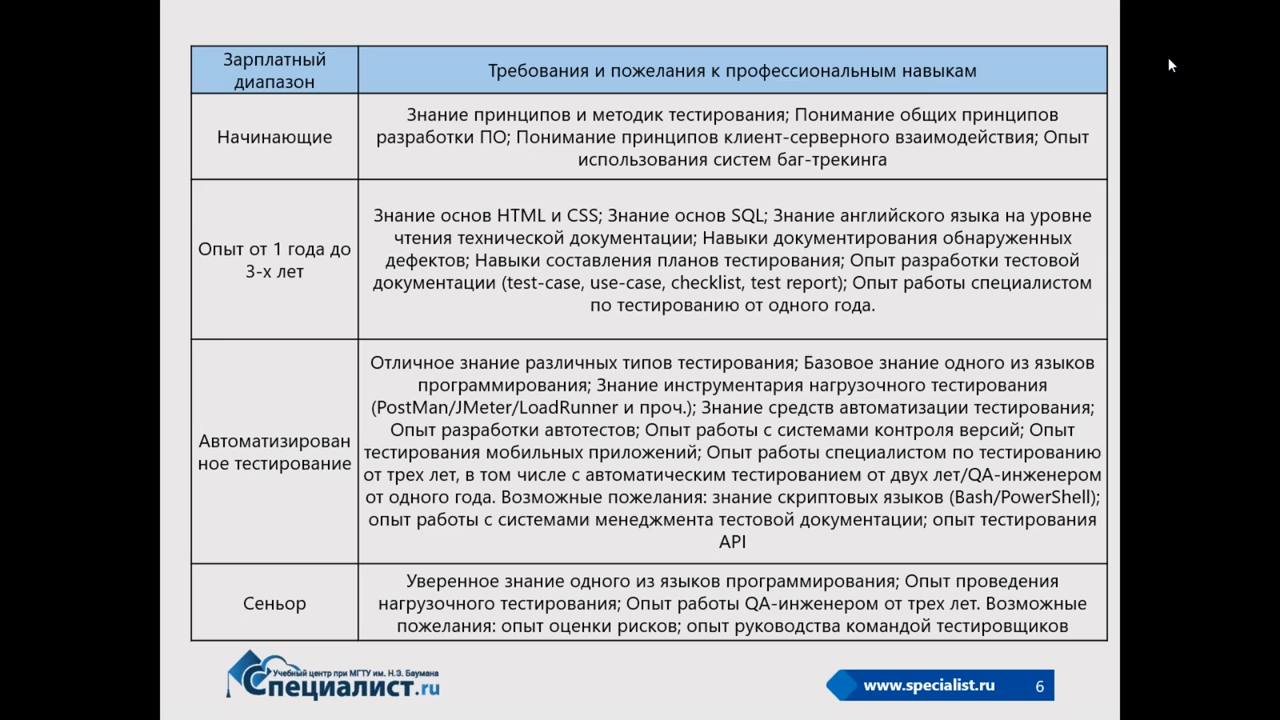 Зарплатный
диапазон
Требования и пожелания к профессиональным навыкам
Начинающие
Знание принципов и методик тестирования; Понимание общих принципов
разработки ПО; Понимание принципов клиент-серверного взаимодействия; Опыт
использования систем баг-трекинга
Опыт от 1 года до
3-х лет
Знание основ HTML и CSS; Знание основ SQL; Знание английского языка на уровне
чтения технической документации; Навыки документирования обнаруженных
дефектов; Навыки составления планов тестирования; Опыт разработки тестовой
документации (test-case, use-case, checklist, test report); Опыт работы специалистом
по тестированию от одного года.
Автоматизирован
ное тестирование
Отличное знание различных типов тестирования; Базовое знание одного из языков
программирования; Знание инструментария нагрузочного тестирования
(PostMan/JMeter/LoadRunner и проч.); Знание средств автоматизации тестирования;
Опыт разработки автотестов; Опыт работы с системами контроля версий; Опыт
тестирования мобильных приложений; Опыт работы специалистом по тестированию
от трех лет, в том числе с автоматическим тестированием от двух лет/QA-инженером
от одного года. Возможные пожелания: знание скриптовых языков (Bash/PowerShell);
опыт работы с системами менеджмента тестовой документации; опыт тестирования
API
Сеньор
Уверенное знание одного из языков программирования; Опыт проведения
нагрузочного тестирования; Опыт работы QA-инженером от трех лет. Возможные
пожелания: опыт оценки рисков; опыт руководства командой тестировщиков
Учебный центр при МГТУ им. Н.Э. Баумана
Специалист.ru
www.specialist.ru
6